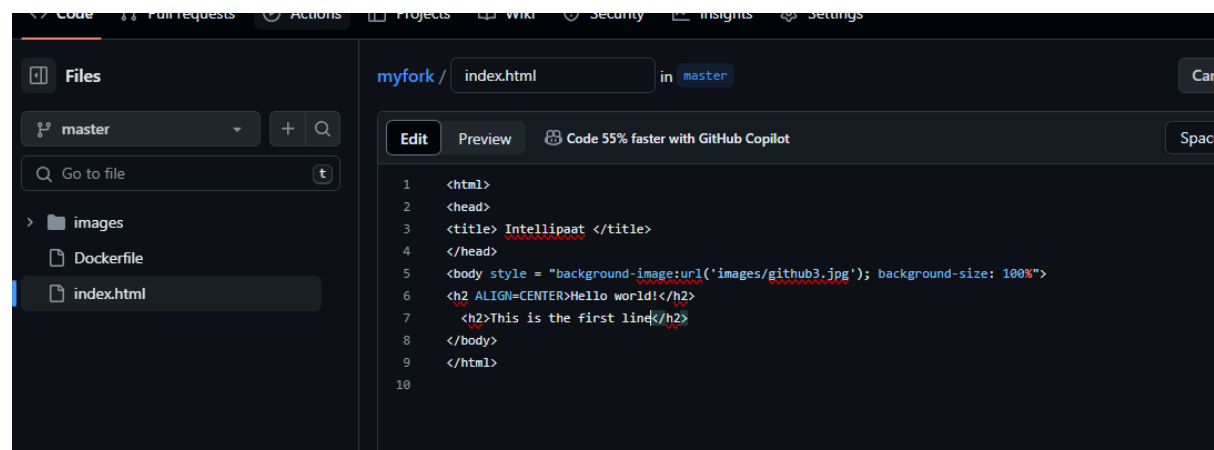 Code Pull requests Actions Projects Wiki Security Insights Settings
Files
myfork / index.html in master
master
Edit Preview Code 55% faster with GitHub Copilot
Go to file t
images
Dockerfile
index.html
1 <html>
2 <head>
3 <title> Intellipaat </title>
4 </head>
5 <body style = "background-image:url('images/github3.jpg'); background-size: 100%">
6 <h2 ALIGN=CENTER>Hello world!</h2>
7 <h2>This is the first line</h2>
8 </body>
9 </html>
10